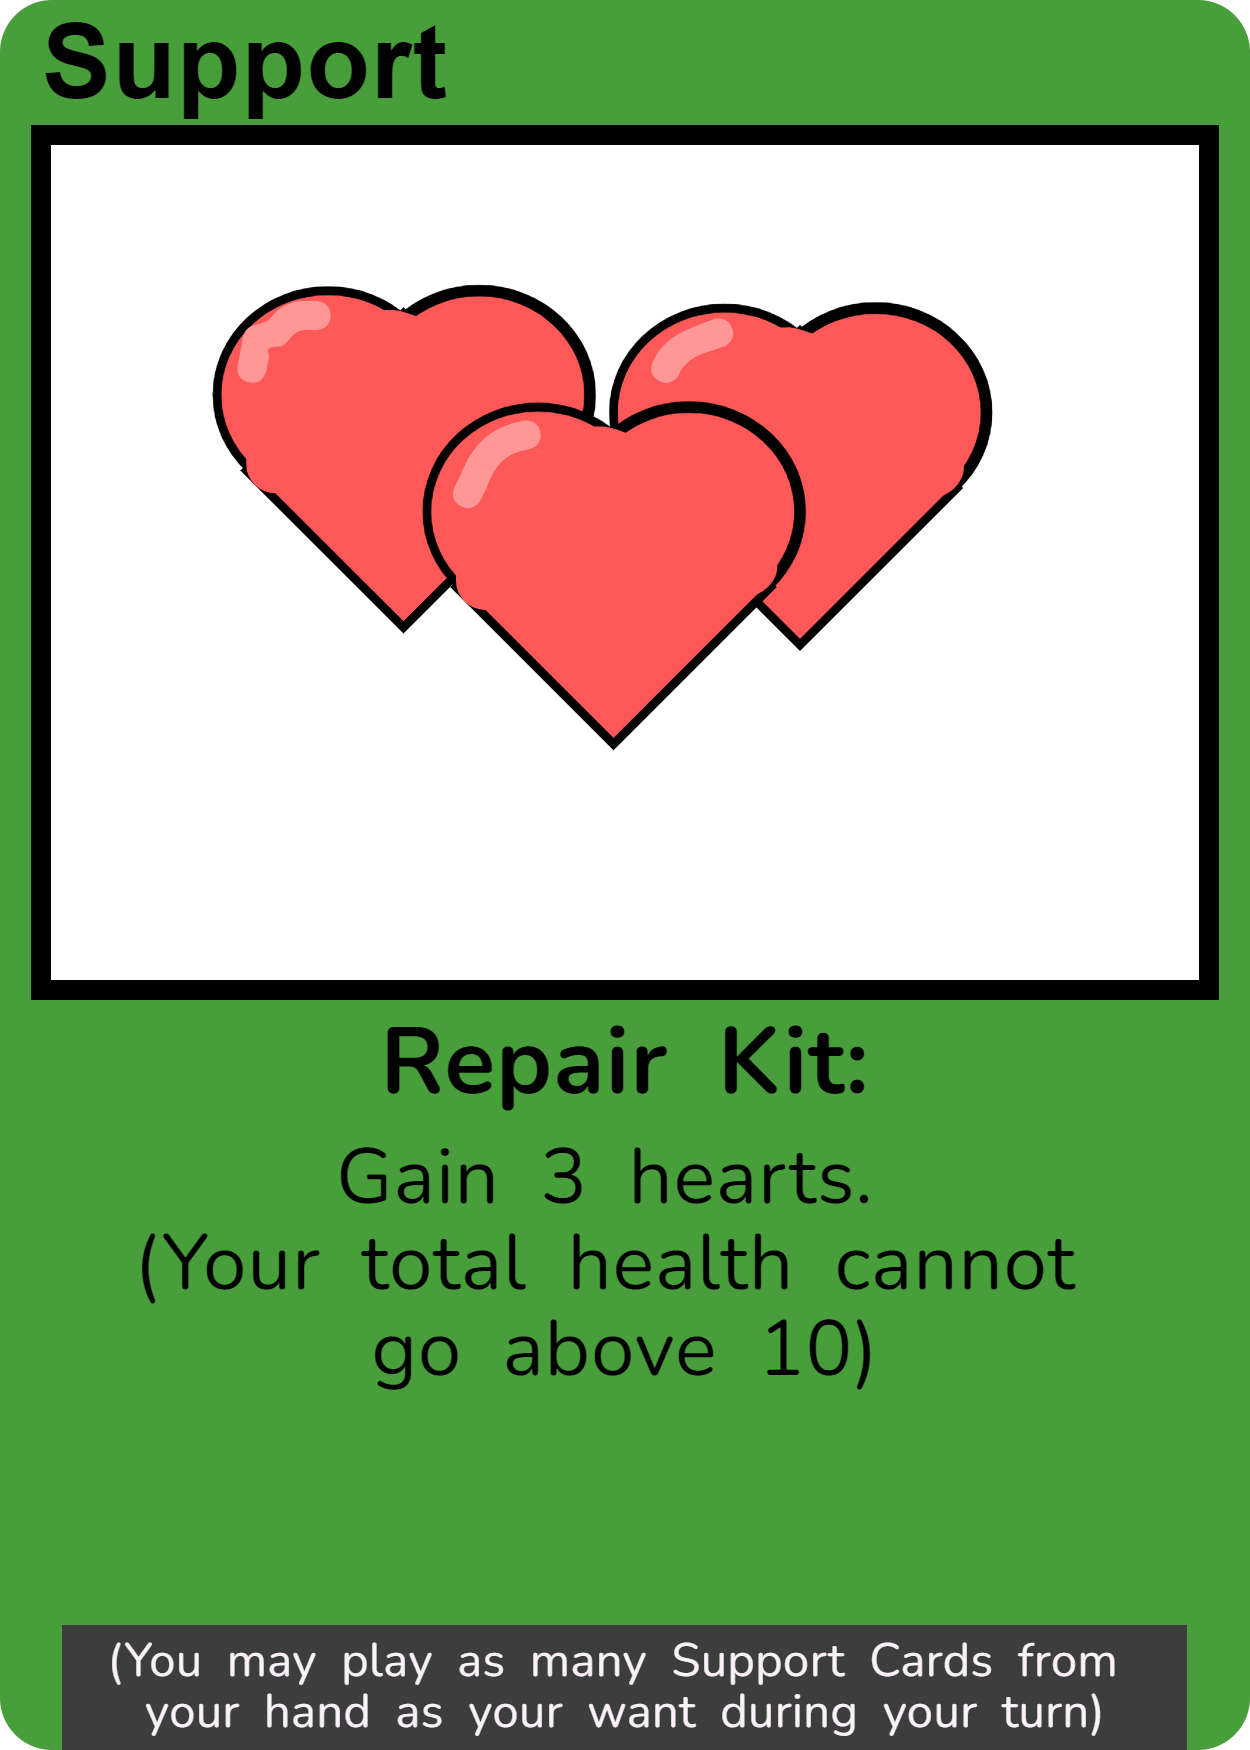 Support
Repair Kit:
Gain 3 hearts.
(Your total health cannot
go above 10)
(You may play as many Support Cards from
your hand as your want during your turn)